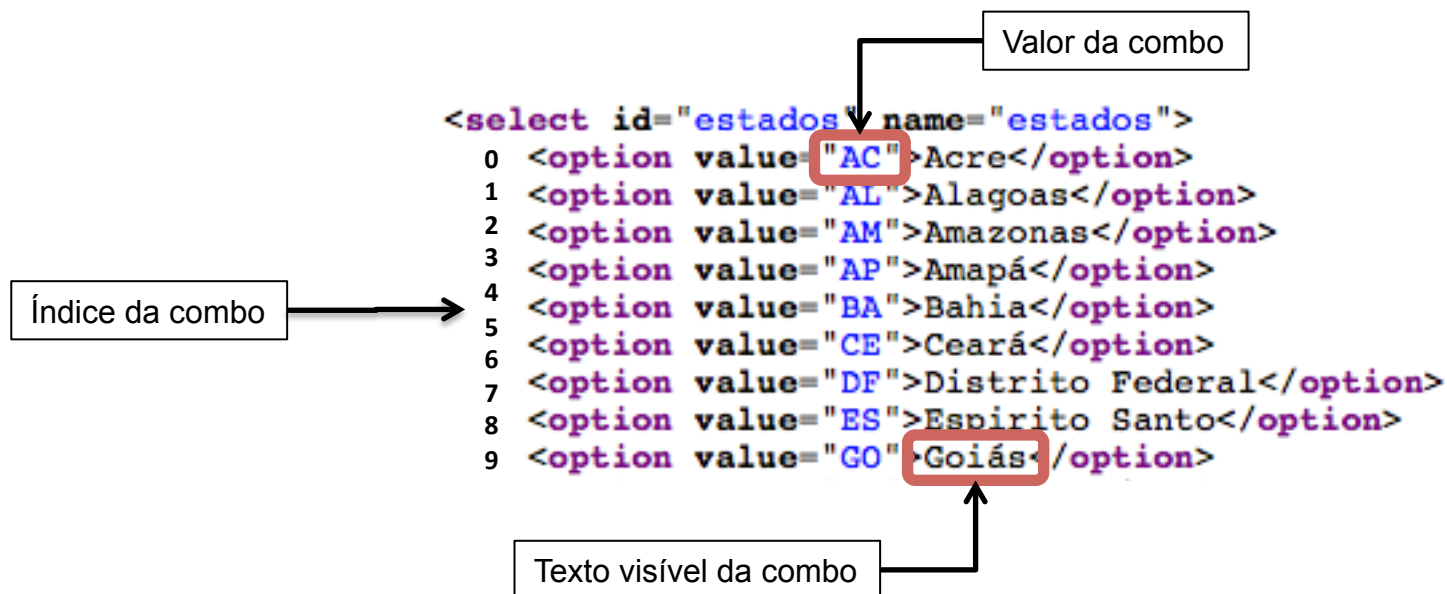 Valor da combo
<select id="estados" name="estados">
0 <option value="AC">Acre</option>
1 <option value="AL">Alagoas</option>
2 <option value="AM">Amazonas</option>
3 <option value="AP">Amapá</option>
4 <option value="BA">Bahia</option>
Índice da combo
5 <option value="CE">Ceará</option>
6 <option value="DF">Distrito Federal</option>
7
8 <option value="ES">Espirito Santo</option>
9 <option value="GO">Goiás</option>
Texto visível da combo